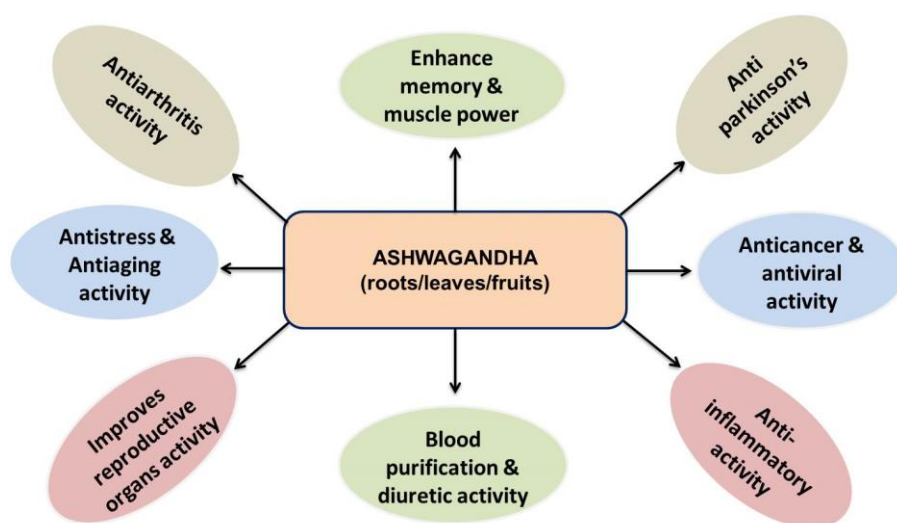 Antiarthritis
activity
Enhance
memory &
muscle power
Anti
parkinson's
activity
Antistress &
Antiaging
activity
ASHWAGANDHA
(roots/leaves/fruits)
Anticancer &
antiviral
activity
Improves
reproductive
organs activity
Blood
purification &
diuretic activity
Anti-
inflammatory
activity